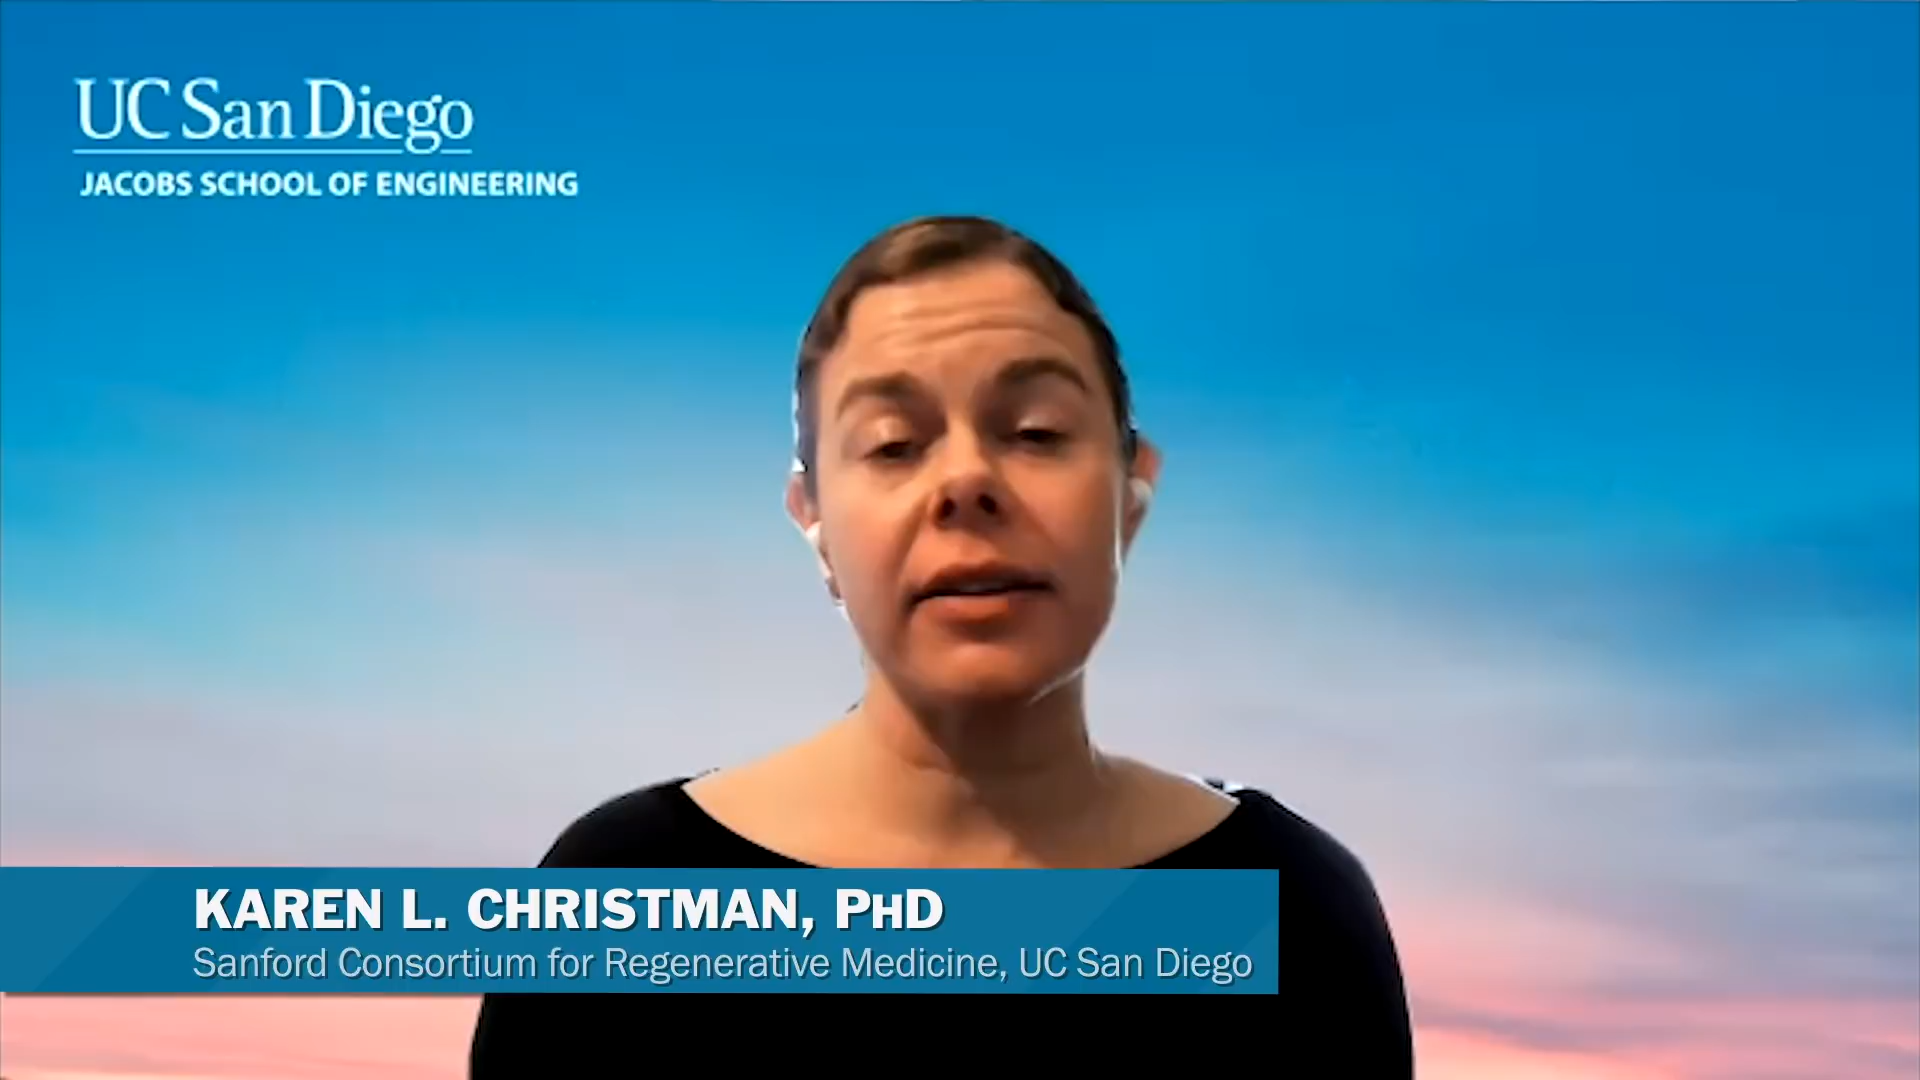 UC San Diego
JACOBS SCHOOL OF ENGINEERING
KAREN L. CHRISTMAN, PHD
Sanford Consortium for Regenerative Medicine, UC San Diego